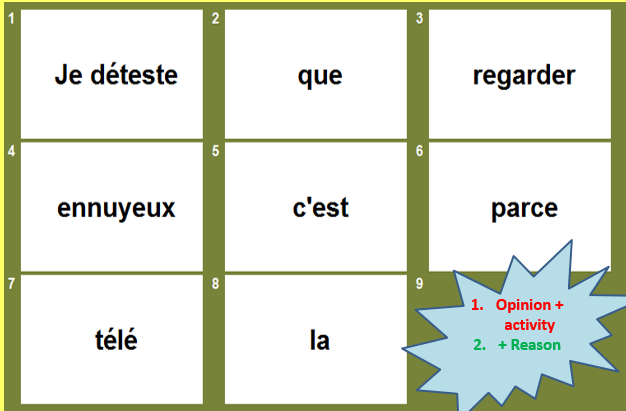 1
Je déteste
2
que
3
regarder
4
ennuyeux
5
c'est
6
parce
7
télé
8
la
9
1. Opinion +
activity
2. + Reason